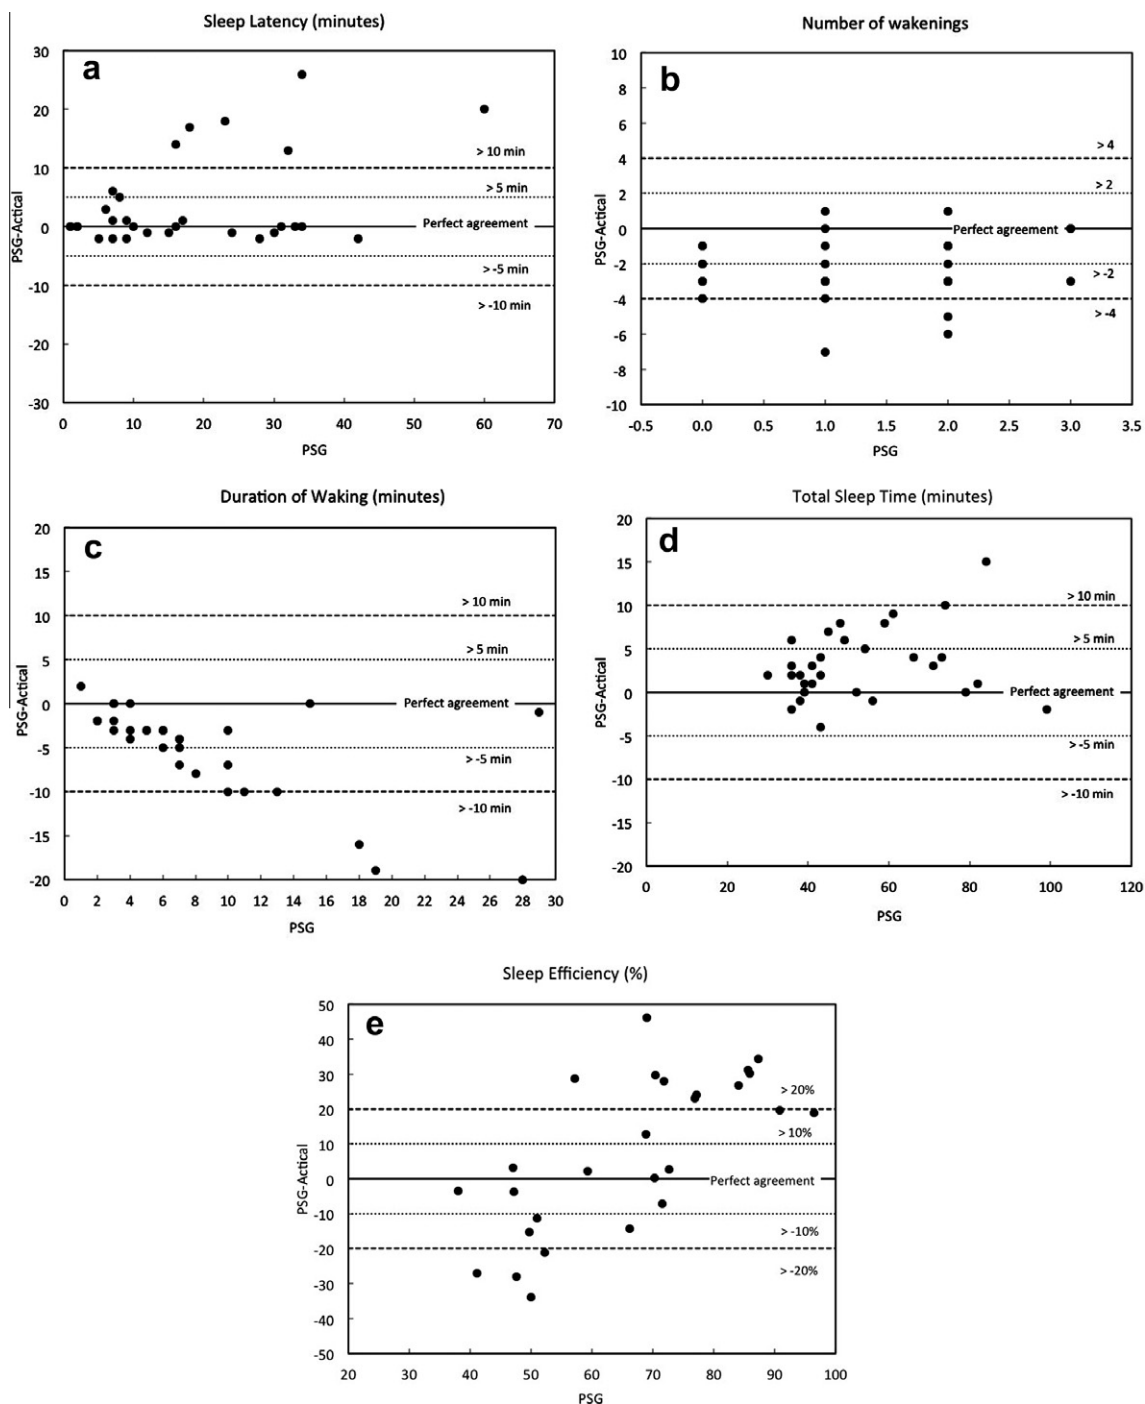 Sleep Latency (minutes)
a
30
20
10
0
-10
-20
-30
> 10 min
> 5 min
Perfect agreement
> -5 min
> -10 min
PSG-Actical
0 10 20 30 40 50 60 70
PSG
Number of wakenings
b
10
8
6
4
2
0
-2
-4
-6
-8
-10
> 4
> 2
Perfect agreement
> -2
> -4
PSG-Actical
-0.5 0.0 0.5 1.0 1.5 2.0 2.5 3.0 3.5
PSG
Duration of Waking (minutes)
c
20
15
10
5
0
-5
-10
-15
-20
> 10 min
> 5 min
Perfect agreement
> -5 min
> -10 min
PSG-Actical
0 2 4 6 8 10 12 14 16 18 20 22 24 26 28 30
PSG
Total Sleep Time (minutes)
d
20
15
10
5
0
-5
-10
-15
-20
> 10 min
> 5 min
Perfect agreement
> -5 min
> -10 min
PSG-Actical
0 20 40 60 80 100 120
PSG
Sleep Efficiency (%)
e
50
40
30
20
10
0
-10
-20
-30
-40
-50
> 20%
> 10%
Perfect agreement
> -10%
> -20%
PSG-Actical
20 30 40 50 60 70 80 90 100
PSG